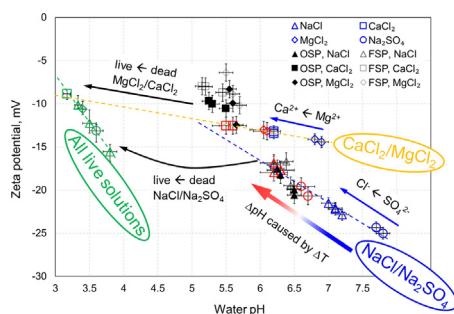 NaCl
CaCl₂
MgCl₂
Na₂SO₄
OSP, NaCl
FSP, NaCl
OSP, CaCl₂
FSP, CaCl₂
OSP, MgCl₂
FSP, MgCl₂
0
-5
-10
-15
-20
-25
-30
Zeta potential, mV
live ← dead
MgCl₂/CaCl₂
Ca²⁺ ← Mg²⁺
CaCl₂/MgCl₂
All live solutions
live ← dead
NaCl/Na₂SO₄
Cl⁻ ← SO₄²⁻
ΔpH caused by ΔT
NaCl/Na₂SO₄
3 3.5 4 4.5 5 5.5 6 6.5 7 7.5 8
Water pH